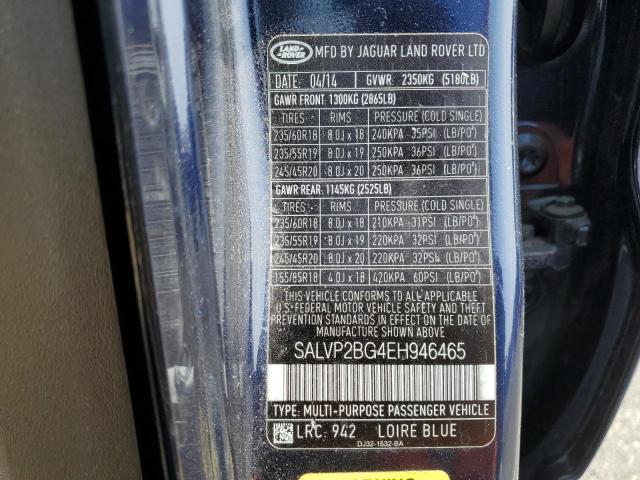 LAND ROVER MFD BY JAGUAR LAND ROVER LTD
DATE: 04/14 GVWR: 2350KG (5180LB)
GAWR FRONT: 1300KG (2865LB)
TIRES RIMS PRESSURE (COLD SINGLE)
235/60R18 8.0J x 18 240KPA 35PSI (LB/PO²)
235/55R19 8.0J x 19 250KPA 36PSI (LB/PO²)
245/45R20 8.0J x 20 250KPA 36PSI (LB/PO²)
GAWR REAR: 1145KG (2525LB)
TIRES RIMS PRESSURE (COLD SINGLE)
235/60R18 8.0J x 18 210KPA 31PSI (LB/PO²)
235/55R19 8.0J x 19 220KPA 32PSI (LB/PO²)
245/45R20 8.0J x 20 220KPA 32PSI (LB/PO²)
155/85R18 4.0J x 18 420KPA 60PSI (LB/PO²)
THIS VEHICLE CONFORMS TO ALL APPLICABLE
U.S. FEDERAL MOTOR VEHICLE SAFETY AND THEFT
PREVENTION STANDARDS IN EFFECT ON THE DATE OF
MANUFACTURE SHOWN ABOVE
SALVP2BG4EH946465
TYPE: MULTI-PURPOSE PASSENGER VEHICLE
LRC: 942 LOIRE BLUE
DJ32-1532-BA